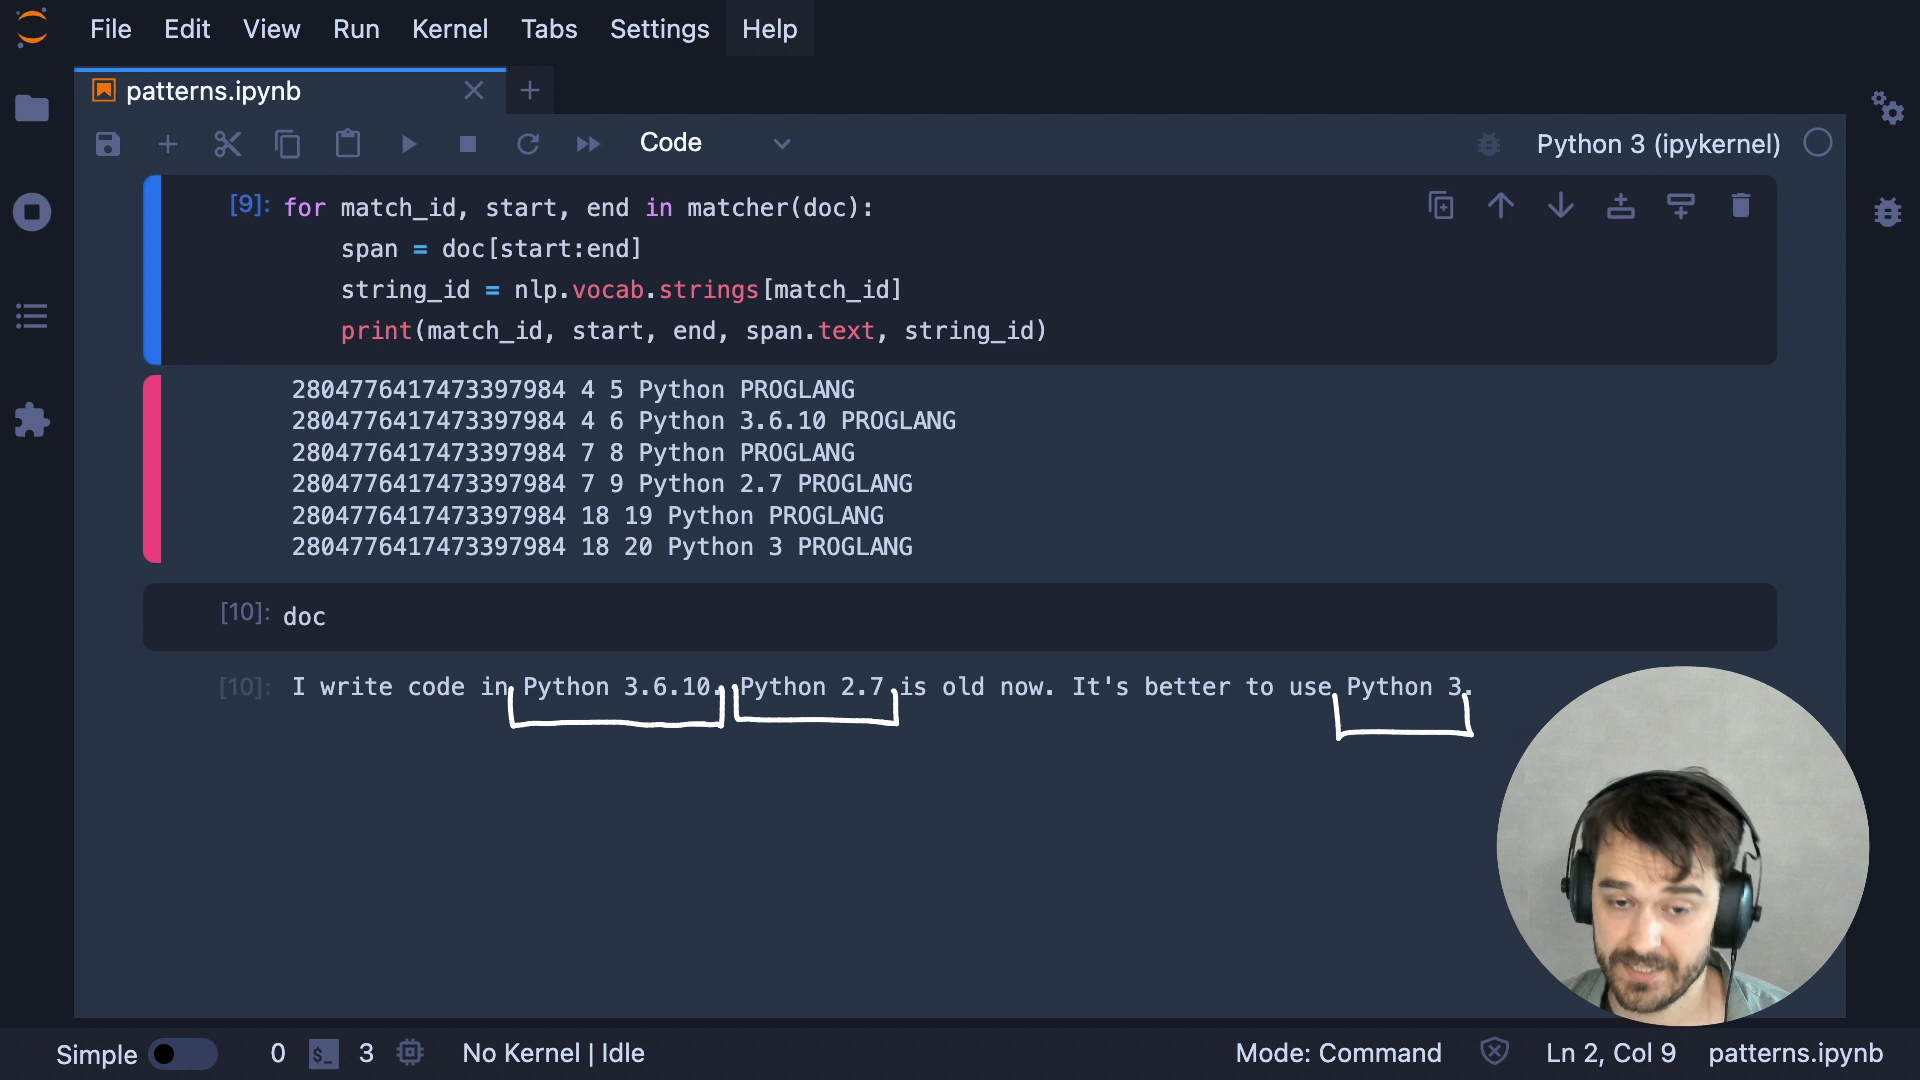 File Edit View Run Kernel Tabs Settings Help
patterns.ipynb
Code
Python 3 (ipykernel)
[9]: for match_id, start, end in matcher(doc):
span = doc[start:end]
string_id = nlp.vocab.strings[match_id]
print(match_id, start, end, span.text, string_id)
2804776417473397984 4 5 Python PROGLANG
2804776417473397984 4 6 Python 3.6.10 PROGLANG
2804776417473397984 7 8 Python PROGLANG
2804776417473397984 7 9 Python 2.7 PROGLANG
2804776417473397984 18 19 Python PROGLANG
2804776417473397984 18 20 Python 3 PROGLANG
[10]: doc
[10]: I write code in Python 3.6.10. Python 2.7 is old now. It's better to use Python 3.
Simple 0 $_ 3 No Kernel | Idle Mode: Command Ln 2, Col 9 patterns.ipynb